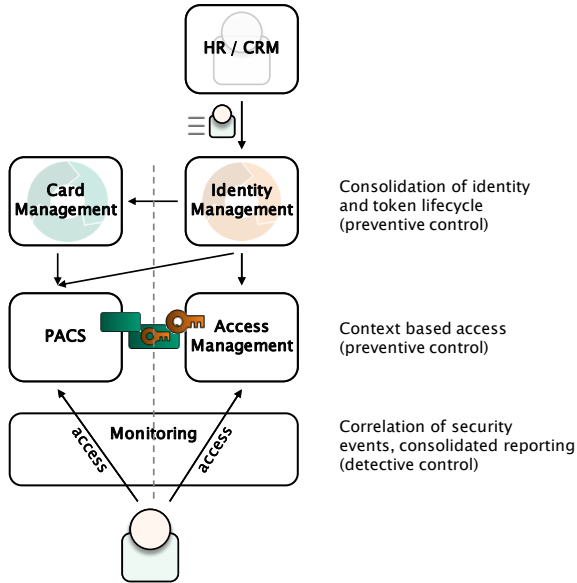 HR / CRM
Card
Management
Identity
Management
Consolidation of identity
and token lifecycle
(preventive control)
PACS
Access
Management
Context based access
(preventive control)
Monitoring
access
access
Correlation of security
events, consolidated reporting
(detective control)